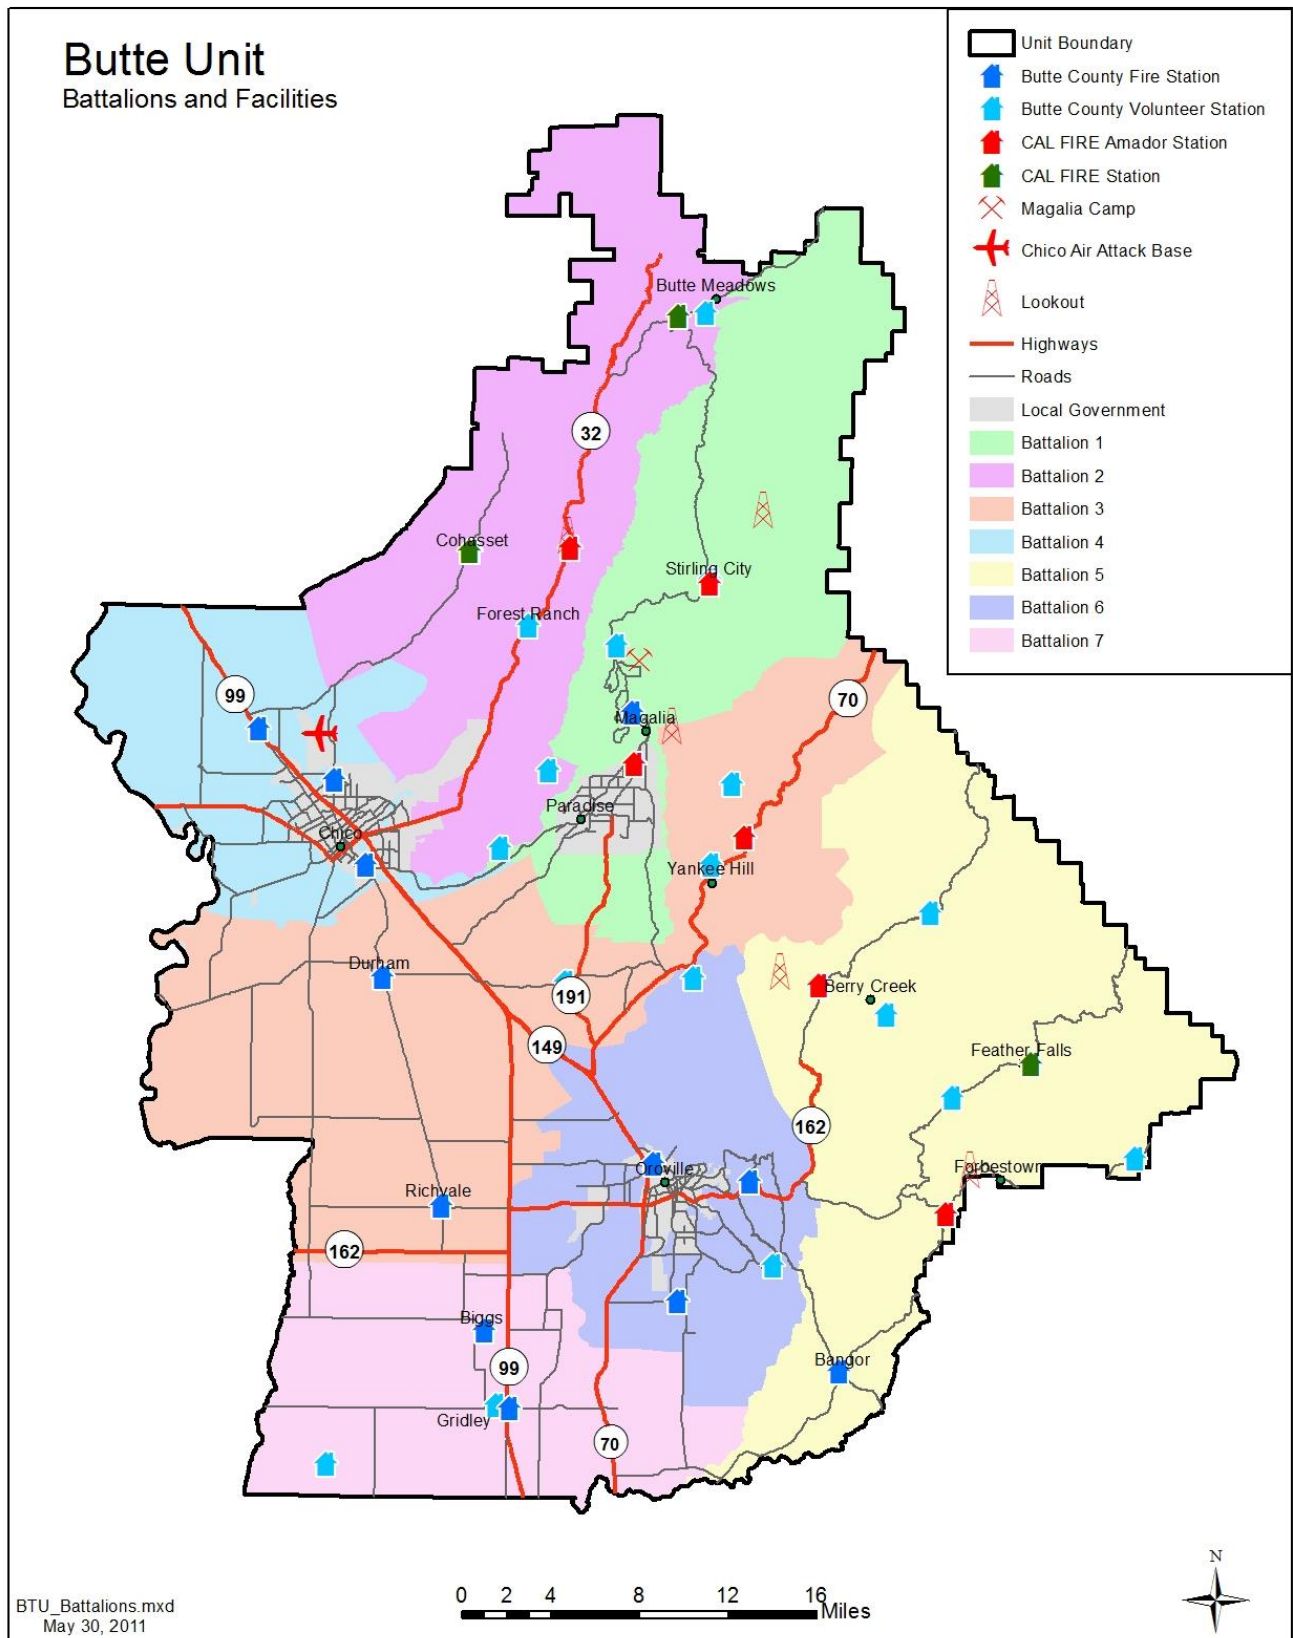 Butte Unit
Battalions and Facilities
Unit Boundary
Butte County Fire Station
Butte County Volunteer Station
CAL FIRE Amador Station
CAL FIRE Station
Magalia Camp
Chico Air Attack Base
Lookout
Highways
Roads
Local Government
Battalion 1
Battalion 2
Battalion 3
Battalion 4
Battalion 5
Battalion 6
Battalion 7
Butte Meadows
32
Cohasset
Stirling City
Forest Ranch
99
70
Magalia
Paradise
Chico
Yankee Hill
Durham
191
Berry Creek
149
Feather Falls
162
Oroville
Forbestown
Richvale
162
Biggs
99
Bangor
Gridley
70
N
0 2 4 8 12 16
Miles
BTU_Battalions.mxd
May 30, 2011